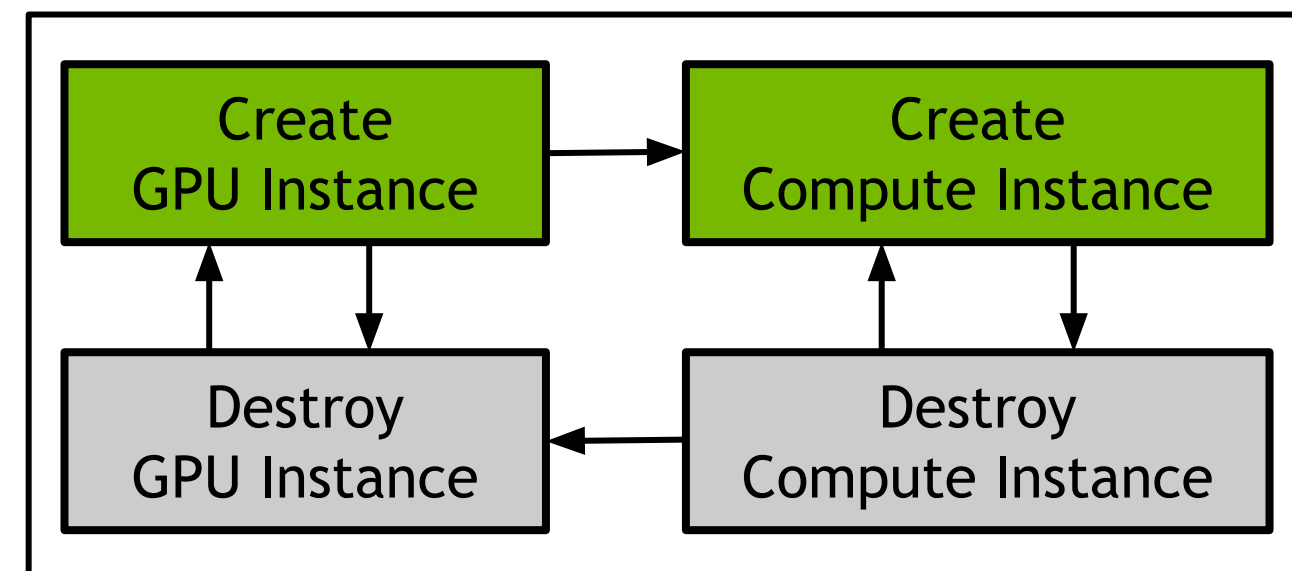 Create
GPU Instance
Create
Compute Instance
Destroy
GPU Instance
Destroy
Compute Instance